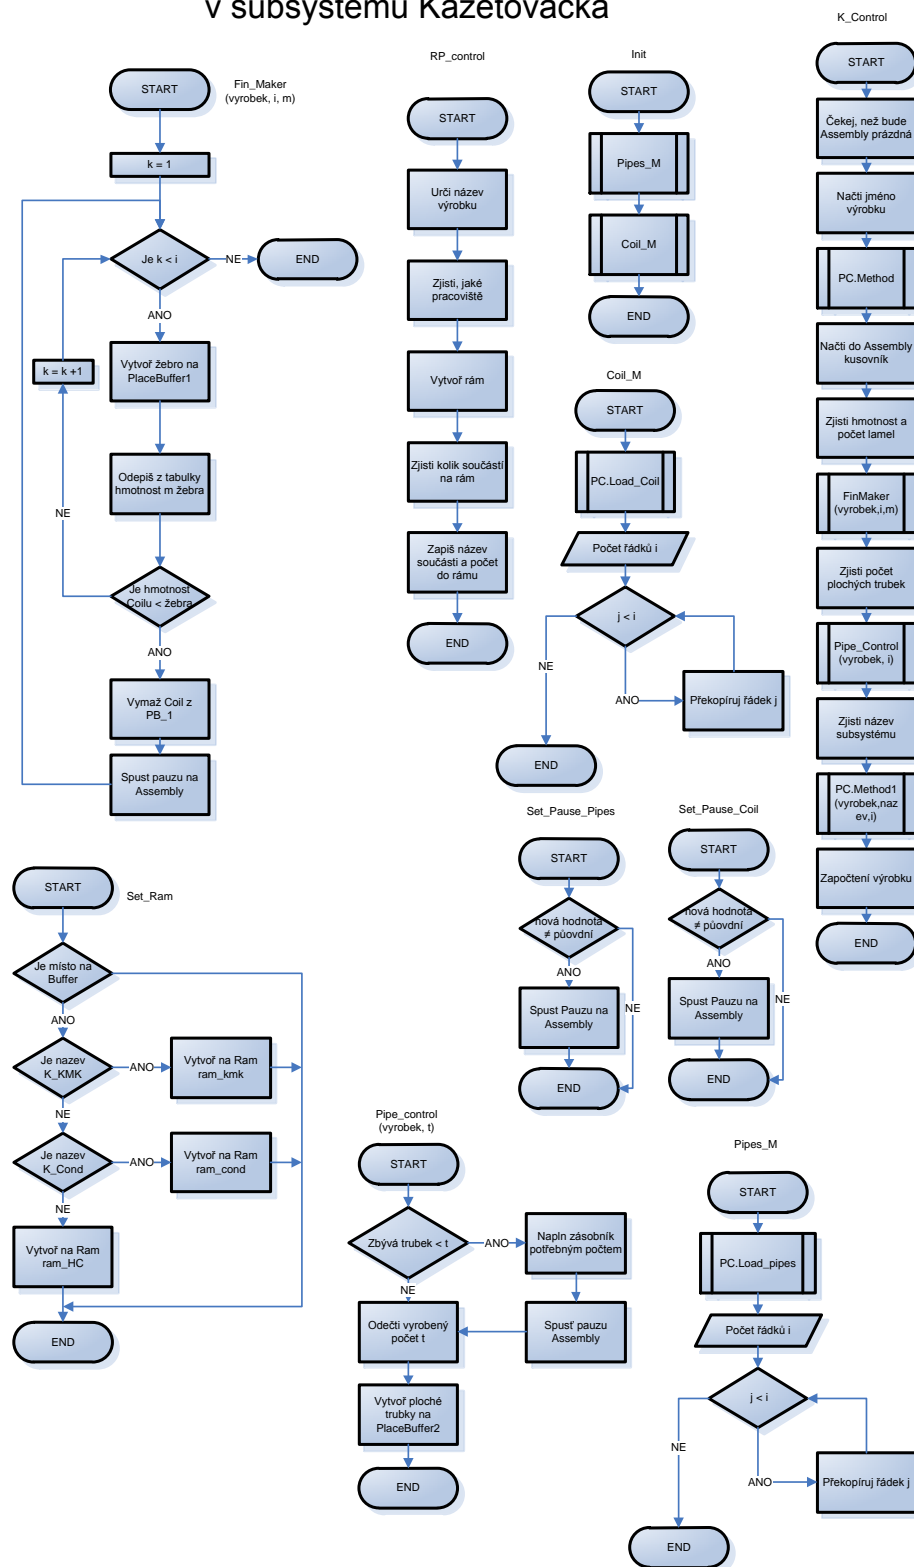 v subsystému Kazetovačka
Fin_Maker
(vyrobek, i, m)
START
k = 1
Je k < i
NE
END
ANO
Vytvoř žebro na
PlaceBuffer1
k = k +1
Odepiš z tabulky
hmotnost m žebra
NE
Je hmotnost
Coilu < žebra
ANO
Vymaž Coil z
PB_1
Spust pauzu na
Assembly
RP_control
START
Urči název
výrobku
Zjisti, jaké
pracoviště
Vytvoř rám
Zjisti kolik součástí
na rám
Zapiš název
součásti a počet
do rámu
END
Init
START
Pipes_M
Coil_M
END
Coil_M
START
PC.Load_Coil
Počet řádků i
j < i
NE
ANO
Překopíruj řádek j
END
K_Control
START
Čekej, než bude
Assembly prázdná
Načti jméno
výrobku
PC.Method
Načti do Assembly
kusovník
Zjisti hmotnost a
počet lamel
FinMaker
(vyrobek,i,m)
Zjisti počet
plochých trubek
Pipe_Control
(vyrobek, i)
Zjisti název
subsystému
PC.Method1
(vyrobek,naz
ev,i)
Započtení výrobku
END
Set_Pause_Pipes
START
nová hodnota
≠ půovdní
ANO
NE
Spust Pauzu na
Assembly
END
Set_Pause_Coil
START
nová hodnota
≠ půovdní
ANO
NE
Spust Pauzu na
Assembly
END
Set_Ram
START
Je místo na
Buffer
ANO
Je nazev
K_KMK
ANO
Vytvoř na Ram
ram_kmk
NE
Je nazev
K_Cond
ANO
Vytvoř na Ram
ram_cond
NE
Vytvoř na Ram
ram_HC
END
Pipe_control
(vyrobek, t)
START
Zbývá trubek < t
ANO
Napln zásobník
potřebným počtem
NE
Odečti vyrobený
počet t
Spusť pauzu
Assembly
Vytvoř ploché
trubky na
PlaceBuffer2
END
Pipes_M
START
PC.Load_pipes
Počet řádků i
j < i
NE
ANO
Překopíruj řádek j
END